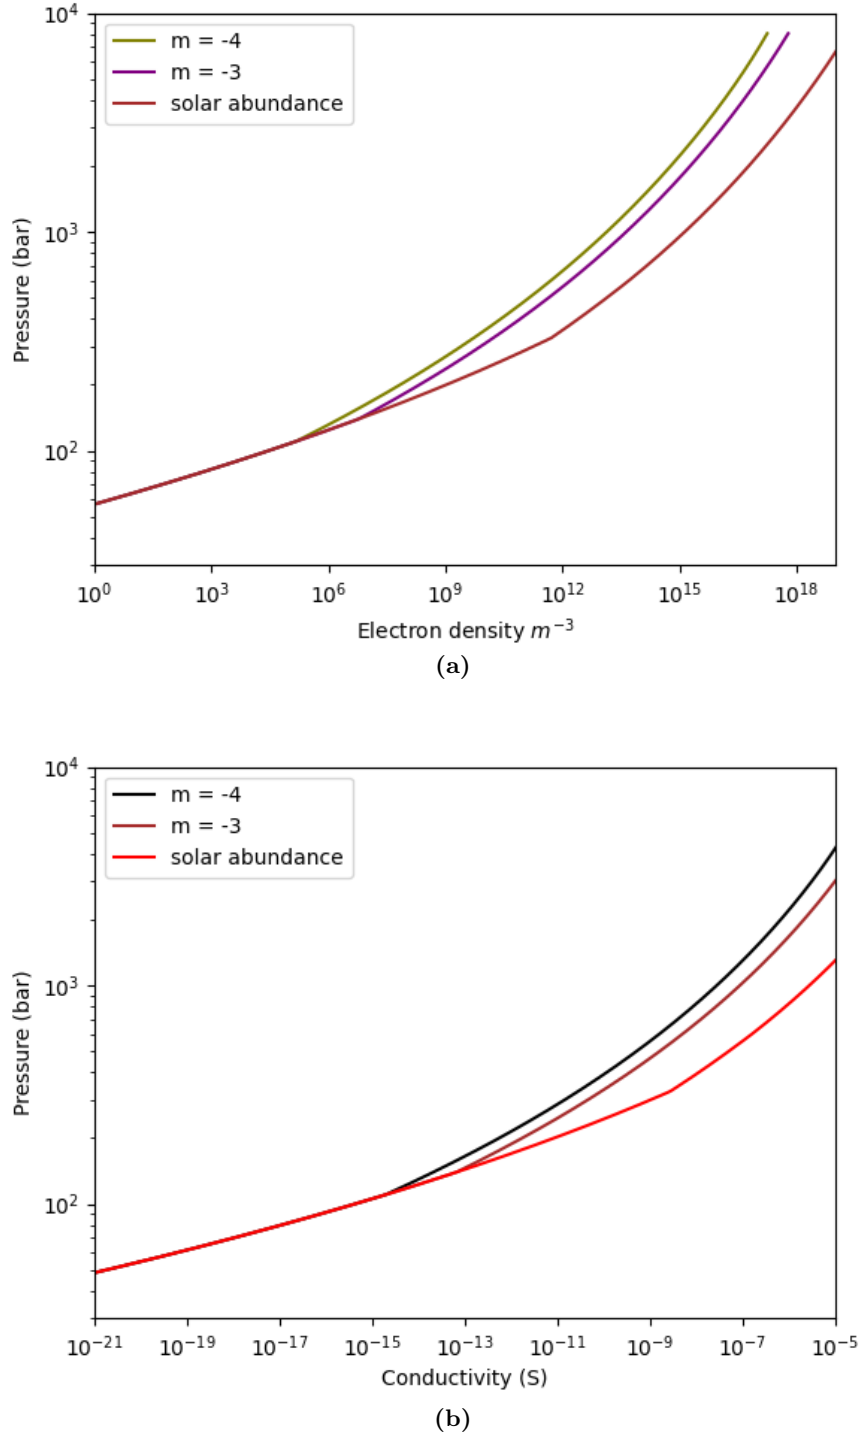 10^4
m = -4
m = -3
solar abundance
10^3
Pressure (bar)
10^2
10^0 10^3 10^6 10^9 10^12 10^15 10^18
Electron density m^−3
(a)
10^4
m = -4
m = -3
solar abundance
10^3
Pressure (bar)
10^2
10^−21 10^−19 10^−17 10^−15 10^−13 10^−11 10^−9 10^−7 10^−5
Conductivity (S)
(b)